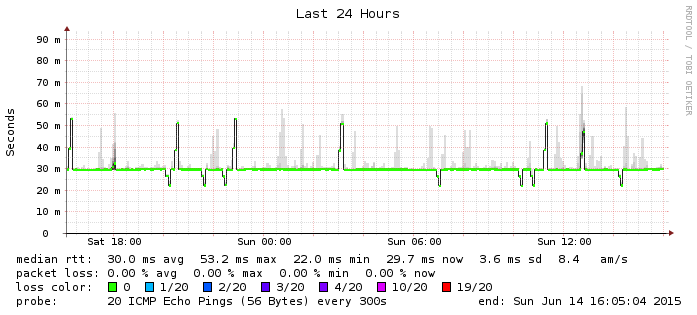 Last 24 Hours
RRDTOOL / TOBI OETIKER
Seconds
90 m
80 m
70 m
60 m
50 m
40 m
30 m
20 m
10 m
0
Sat 18:00 Sun 00:00 Sun 06:00 Sun 12:00
median rtt: 30.0 ms avg 53.2 ms max 22.0 ms min 29.7 ms now 3.6 ms sd 8.4 am/s
packet loss: 0.00 % avg 0.00 % max 0.00 % min 0.00 % now
loss color: 0 1/20 2/20 3/20 4/20 10/20 19/20
probe: 20 ICMP Echo Pings (56 Bytes) every 300s end: Sun Jun 14 16:05:04 2015